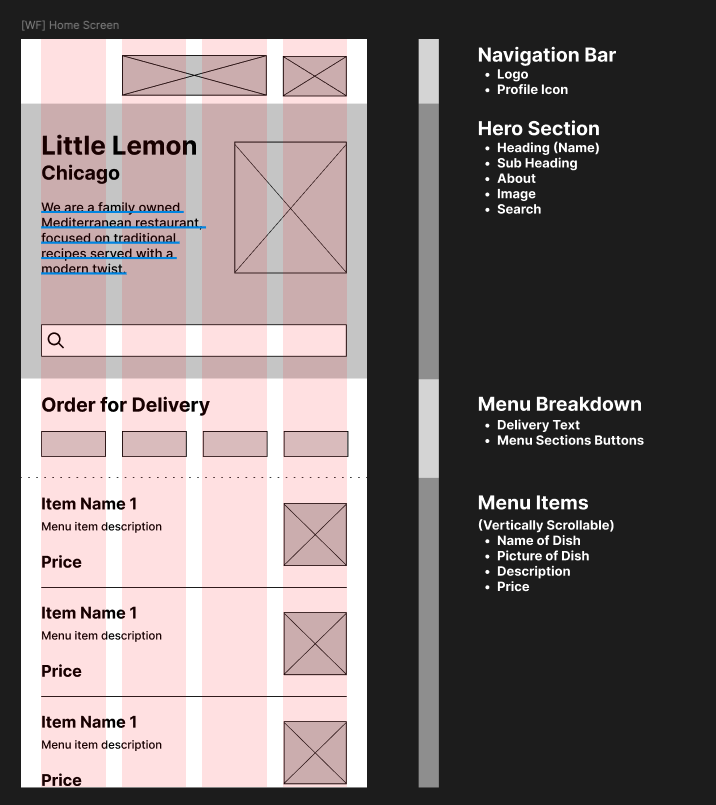 [WF] Home Screen
Little Lemon
Chicago
We are a family owned
Mediterranean restaurant,
focused on traditional
recipes served with a
modern twist.
Order for Delivery
Item Name 1
Menu item description
Price
Item Name 1
Menu item description
Price
Item Name 1
Menu item description
Price
Navigation Bar
• Logo
• Profile Icon
Hero Section
• Heading (Name)
• Sub Heading
• About
• Image
• Search
Menu Breakdown
• Delivery Text
• Menu Sections Buttons
Menu Items
(Vertically Scrollable)
• Name of Dish
• Picture of Dish
• Description
• Price